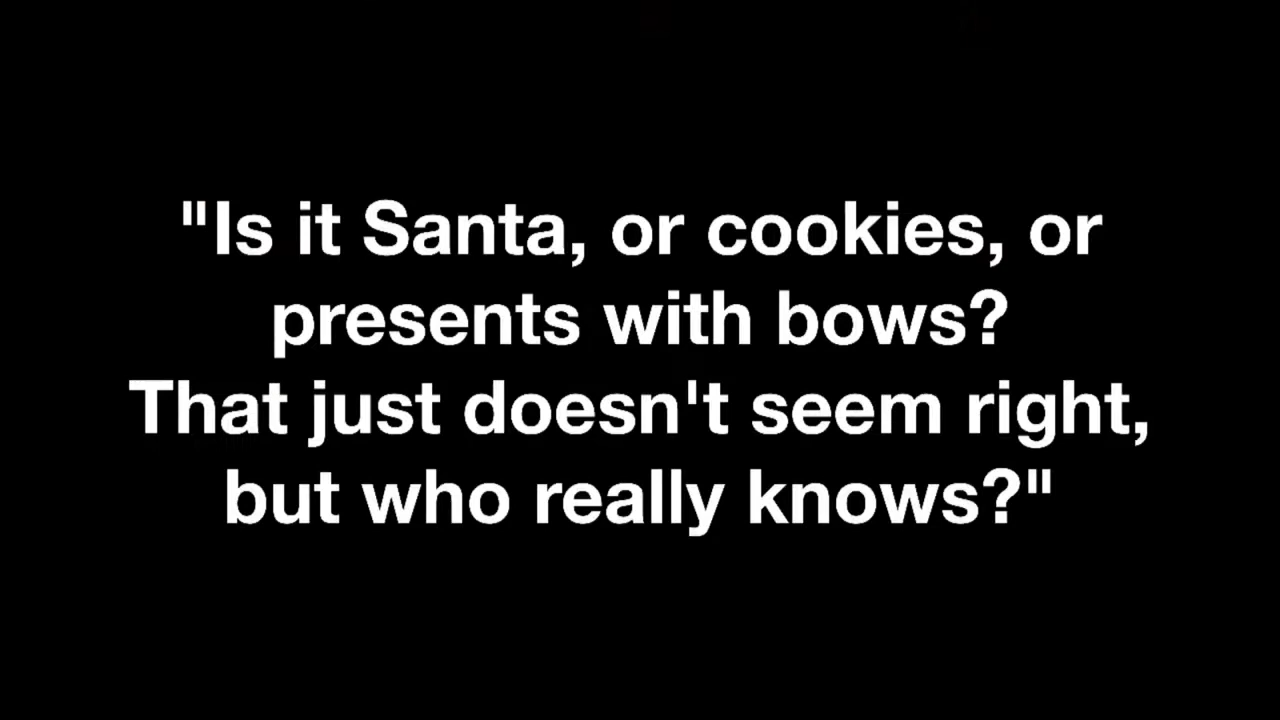 "Is it Santa, or cookies, or
presents with bows?
That just doesn't seem right,
but who really knows?"